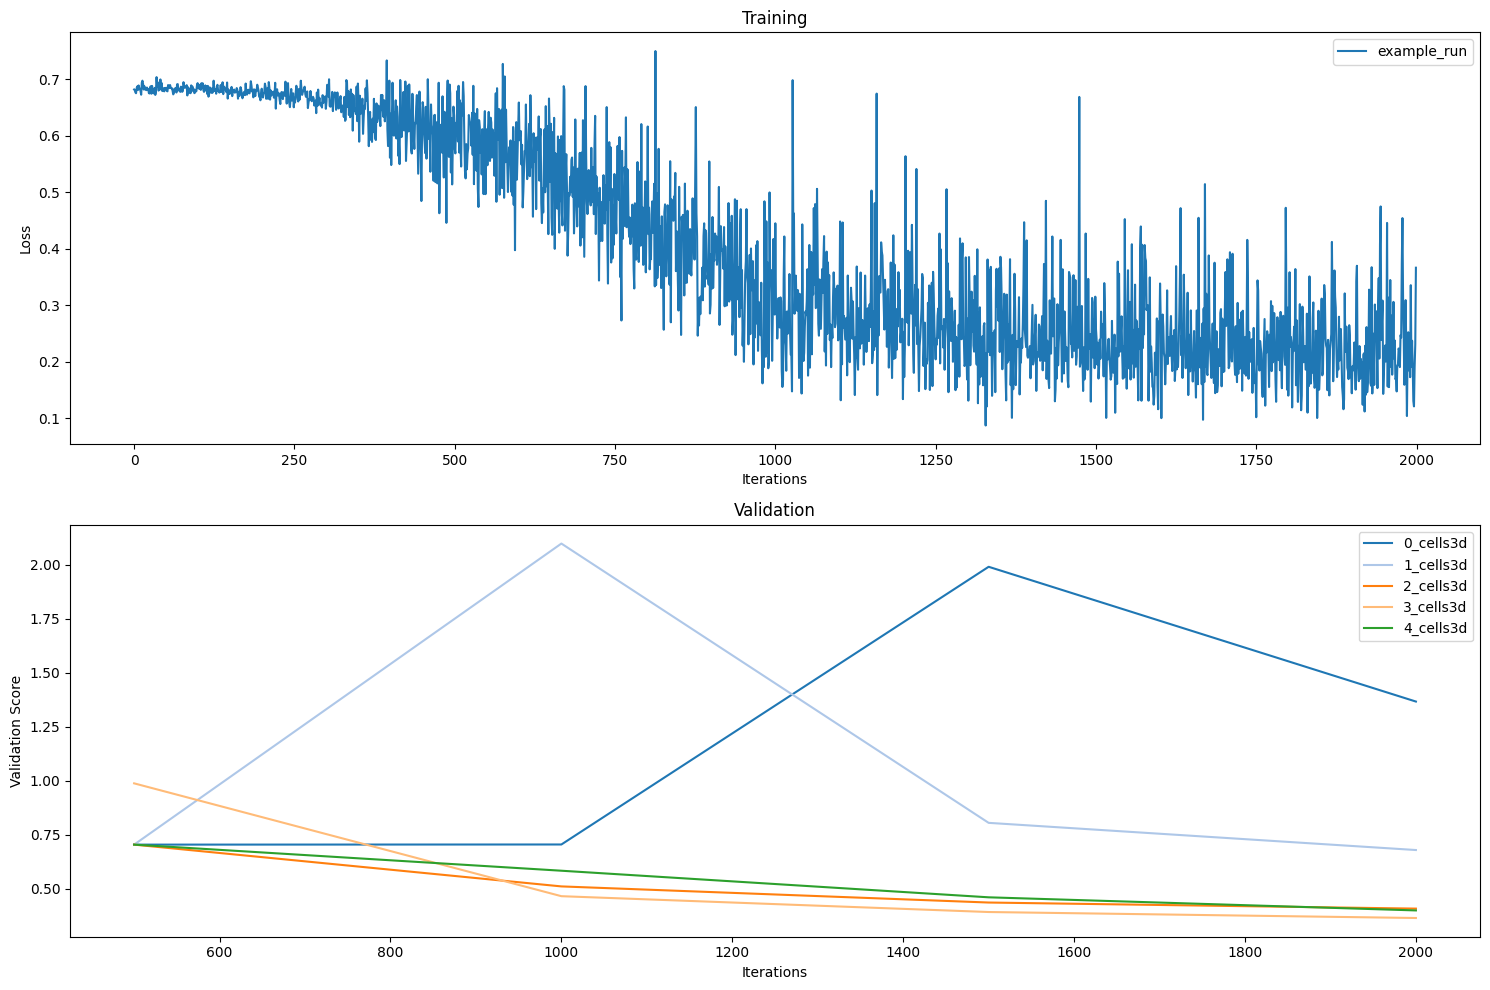 Training
example_run
Loss
0.7
0.6
0.5
0.4
0.3
0.2
0.1
0 250 500 750 1000 1250 1500 1750 2000
Iterations
Validation
0_cells3d
1_cells3d
2_cells3d
3_cells3d
4_cells3d
Validation Score
2.00
1.75
1.50
1.25
1.00
0.75
0.50
600 800 1000 1200 1400 1600 1800 2000
Iterations